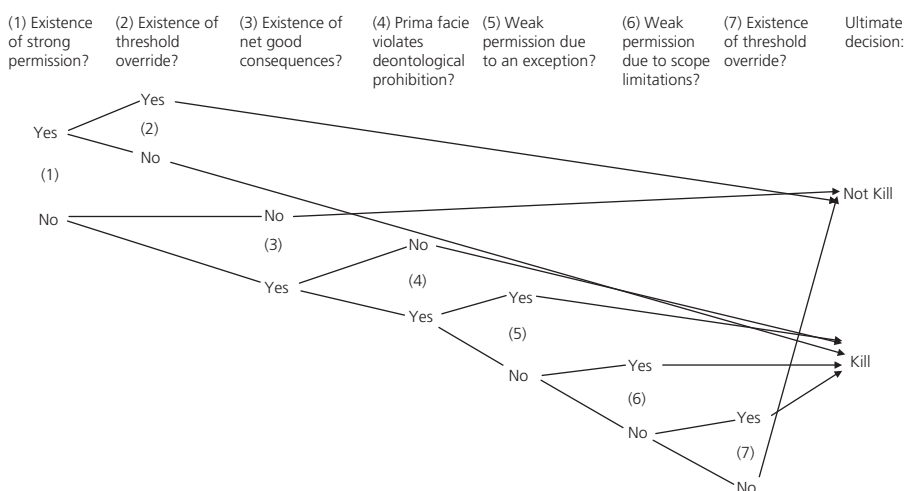 (1) Existence
of strong
permission?
(2) Existence of
threshold
override?
(3) Existence of
net good
consequences?
(4) Prima facie
violates
deontological
prohibition?
(5) Weak
permission due
to an exception?
(6) Weak
permission
due to scope
limitations?
(7) Existence
of threshold
override?
Ultimate
decision:
Yes
Yes
(2)
No
(1)
No
No
(3)
Yes
No
(4)
Yes
Yes
(5)
No
Yes
(6)
No
Yes
(7)
No
Not Kill
Kill